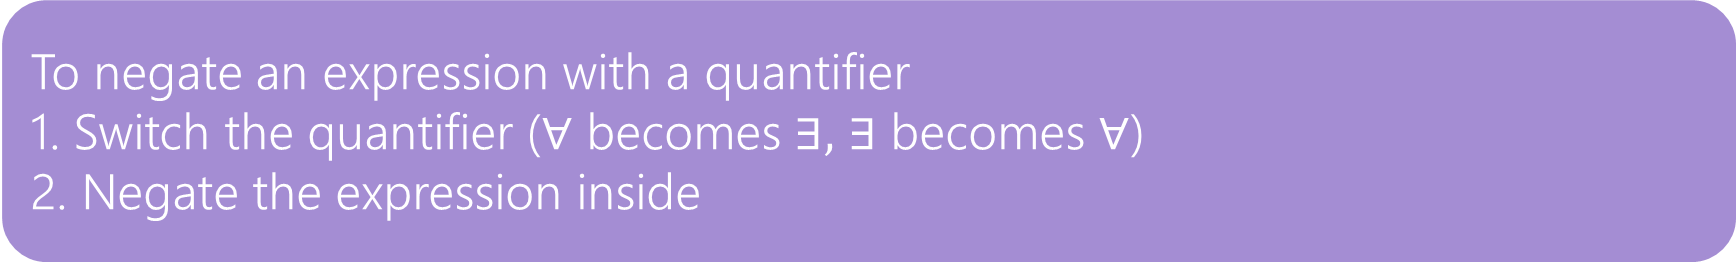 To negate an expression with a quantifier
1. Switch the quantifier (∀ becomes ∃, ∃ becomes ∀)
2. Negate the expression inside